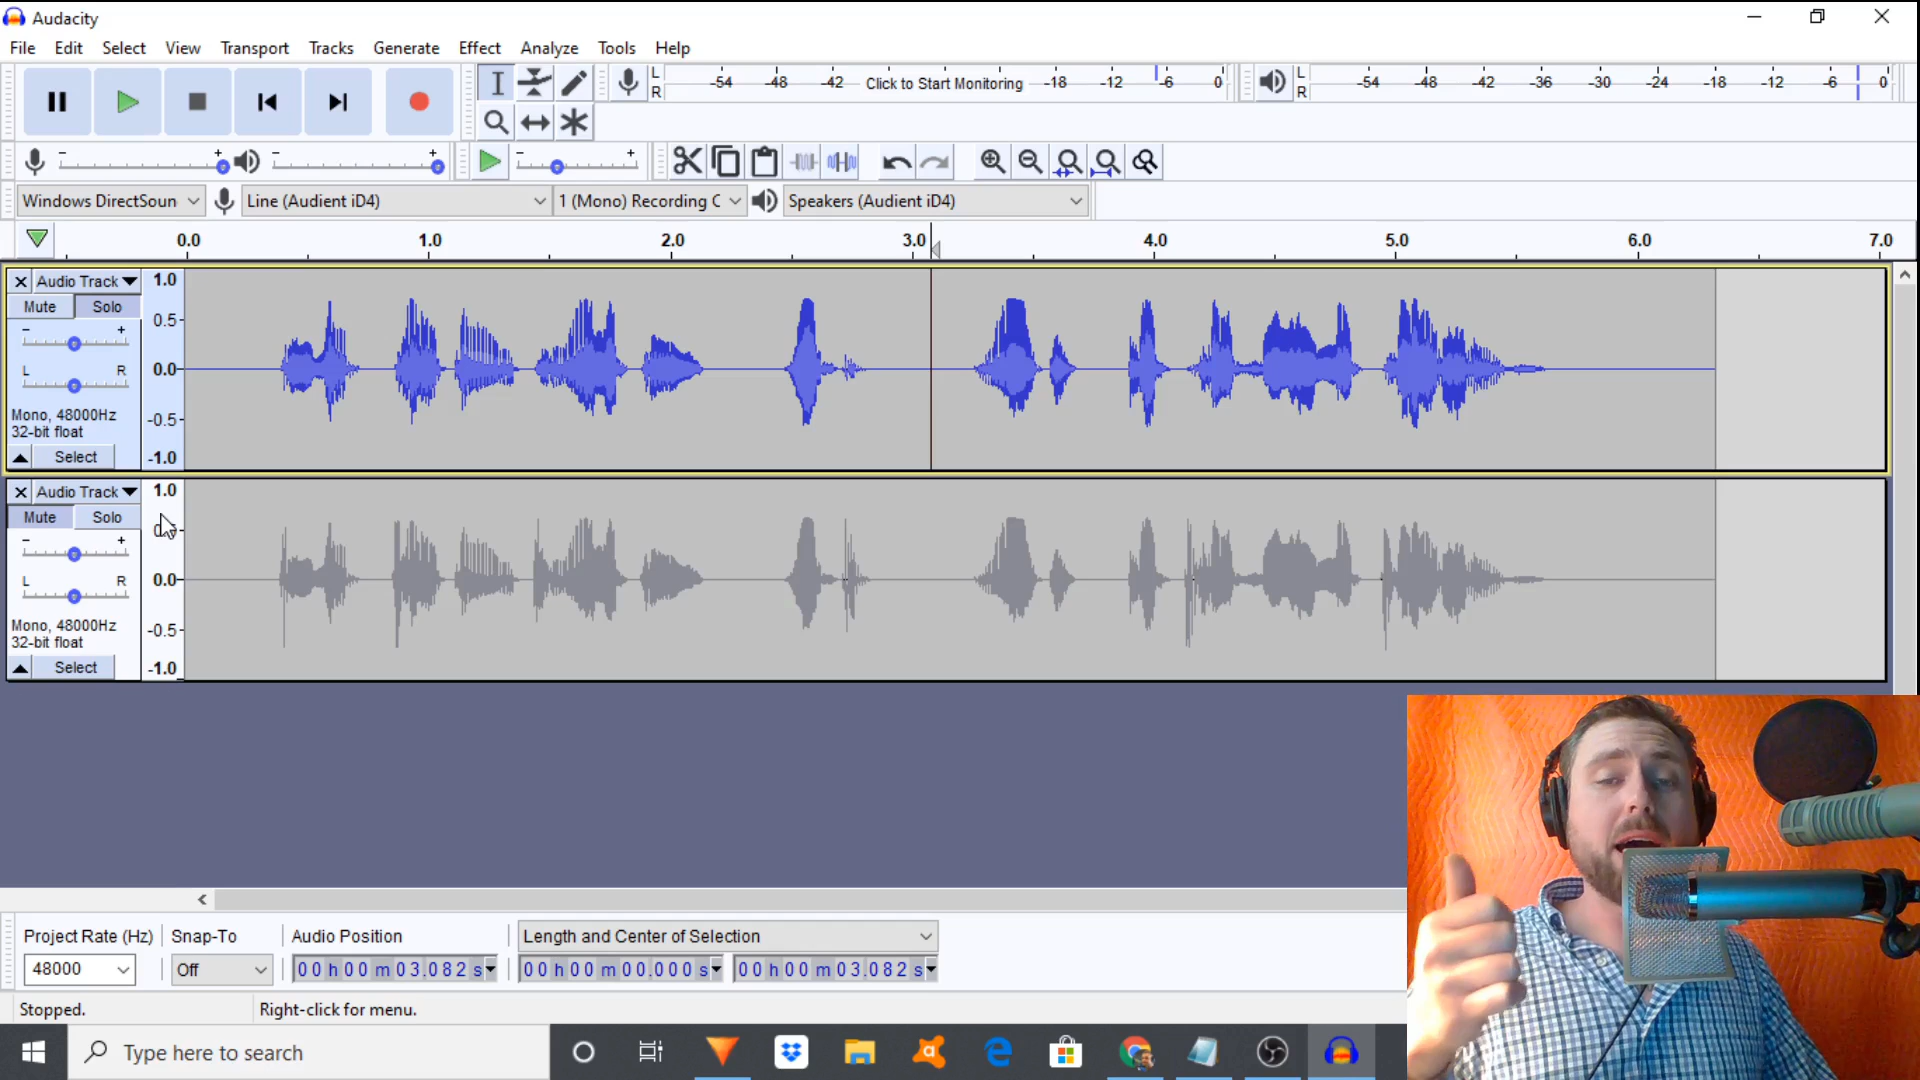 Audacity
File Edit Select View Transport Tracks Generate Effect Analyze Tools Help
L -54 -48 -42 Click to Start Monitoring -18 -12 -6 0 L -54 -48 -42 -36 -30 -24 -18 -12 -6 0
R R
- + - + - +
Windows DirectSoun Line (Audient iD4) 1 (Mono) Recording C Speakers (Audient iD4)
0.0 1.0 2.0 3.0 4.0 5.0 6.0 7.0
Audio Track 1.0
Mute Solo
- + 0.5-
L R 0.0-
Mono, 48000Hz -0.5-
32-bit float
Select -1.0
Audio Track 1.0
Mute Solo
- +
L R 0.0-
Mono, 48000Hz -0.5-
32-bit float
Select -1.0
Project Rate (Hz) Snap-To Audio Position Length and Center of Selection
48000 Off 00 h 00 m 03.082 s 00 h 00 m 00.000 s 00 h 00 m 03.082 s
Stopped. Right-click for menu.
Type here to search